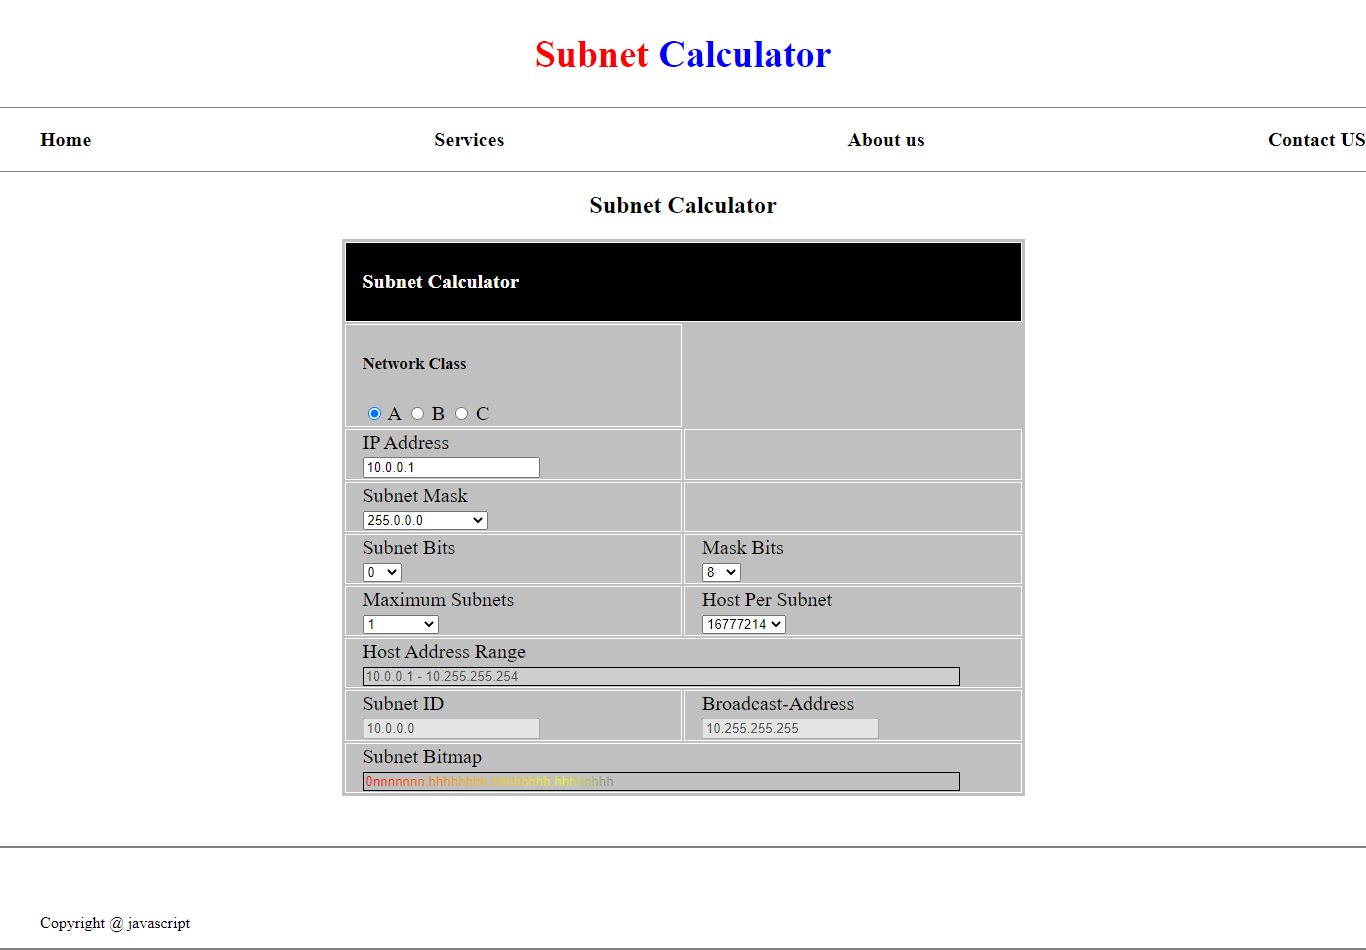 Subnet Calculator
Home Services About us Contact US
Subnet Calculator
Subnet Calculator
Network Class
A B C
IP Address
10.0.0.1
Subnet Mask
255.0.0.0
Subnet Bits Mask Bits
0 8
Maximum Subnets Host Per Subnet
1 16777214
Host Address Range
10.0.0.1 - 10.255.255.254
Subnet ID Broadcast-Address
10.0.0.0 10.255.255.255
Subnet Bitmap
0nnnnnnn.hhhhhhhh.hhhhhhhh.hhhhhhhh
Copyright @ javascript